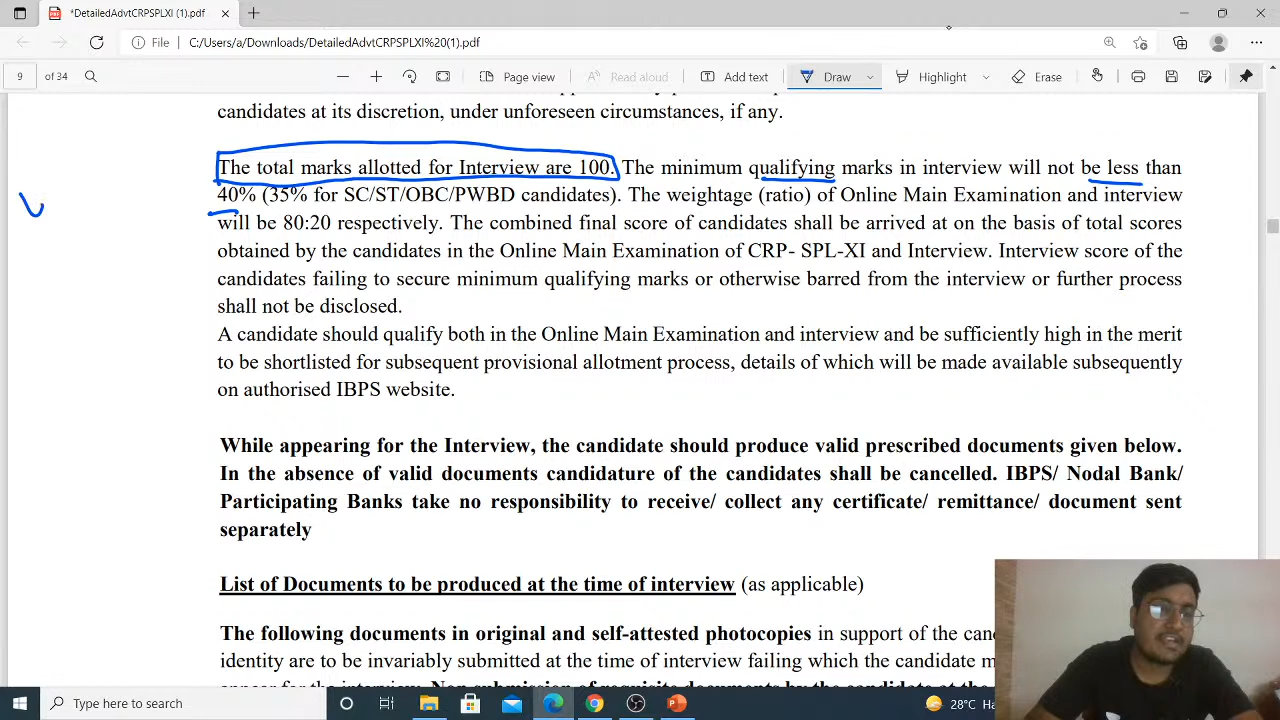 *DetailedAdvtCRPSPLXI (1).pdf
File C:/Users/a/Downloads/DetailedAdvtCRPSPLXI%20(1).pdf
9 of 34 Page view Read aloud Add text Draw Highlight Erase
candidates at its discretion, under unforeseen circumstances, if any.
The total marks allotted for Interview are 100. The minimum qualifying marks in interview will not be less than
40% (35% for SC/ST/OBC/PWBD candidates). The weightage (ratio) of Online Main Examination and interview
will be 80:20 respectively. The combined final score of candidates shall be arrived at on the basis of total scores
obtained by the candidates in the Online Main Examination of CRP- SPL-XI and Interview. Interview score of the
candidates failing to secure minimum qualifying marks or otherwise barred from the interview or further process
shall not be disclosed.
A candidate should qualify both in the Online Main Examination and interview and be sufficiently high in the merit
to be shortlisted for subsequent provisional allotment process, details of which will be made available subsequently
on authorised IBPS website.
While appearing for the Interview, the candidate should produce valid prescribed documents given below.
In the absence of valid documents candidature of the candidates shall be cancelled. IBPS/ Nodal Bank/
Participating Banks take no responsibility to receive/ collect any certificate/ remittance/ document sent
separately
List of Documents to be produced at the time of interview (as applicable)
The following documents in original and self-attested photocopies in support of the
identity are to be invariably submitted at the time of interview failing which the candidate
Type here to search 28°C